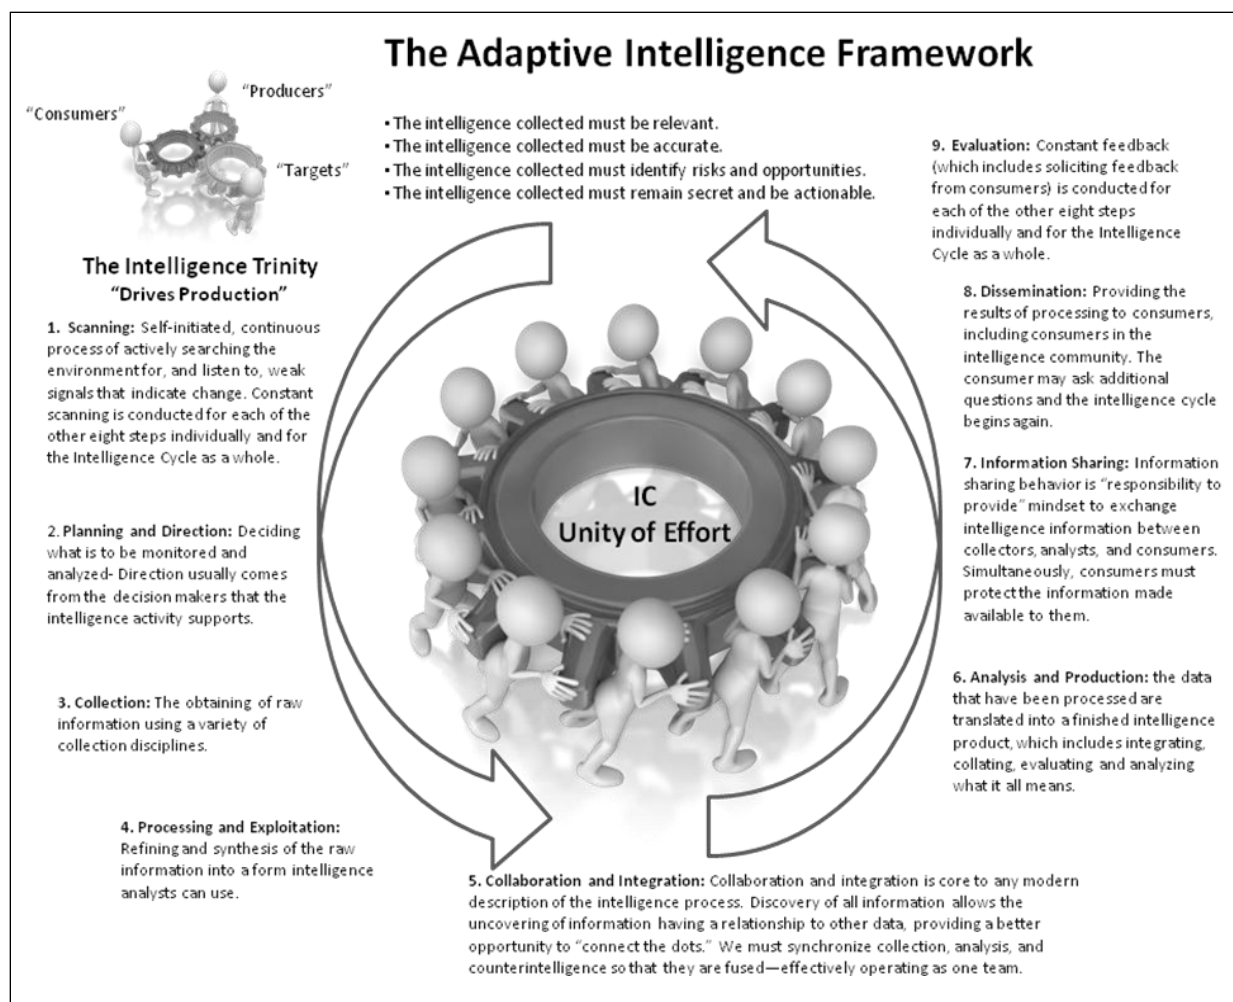 The Adaptive Intelligence Framework
"Producers"
"Consumers"
"Targets"
The Intelligence Trinity
"Drives Production"
▪ The intelligence collected must be relevant.
▪ The intelligence collected must be accurate.
▪ The intelligence collected must identify risks and opportunities.
▪ The intelligence collected must remain secret and be actionable.
1. Scanning: Self-initiated, continuous
process of actively searching the
environment for, and listen to, weak
signals that indicate change. Constant
scanning is conducted for each of the
other eight steps individually and for
the Intelligence Cycle as a whole.
2. Planning and Direction: Deciding
what is to be monitored and
analyzed- Direction usually comes
from the decision makers that the
intelligence activity supports.
3. Collection: The obtaining of raw
information using a variety of
collection disciplines.
4. Processing and Exploitation:
Refining and synthesis of the raw
information into a form intelligence
analysts can use.
IC
Unity of Effort
5. Collaboration and Integration: Collaboration and integration is core to any modern
description of the intelligence process. Discovery of all information allows the
uncovering of information having a relationship to other data, providing a better
opportunity to "connect the dots." We must synchronize collection, analysis, and
counterintelligence so that they are fused—effectively operating as one team.
6. Analysis and Production: the data
that have been processed are
translated into a finished intelligence
product, which includes integrating,
collating, evaluating and analyzing
what it all means.
7. Information Sharing: Information
sharing behavior is "responsibility to
provide" mindset to exchange
intelligence information between
collectors, analysts, and consumers.
Simultaneously, consumers must
protect the information made
available to them.
8. Dissemination: Providing the
results of processing to consumers,
including consumers in the
intelligence community. The
consumer may ask additional
questions and the intelligence cycle
begins again.
9. Evaluation: Constant feedback
(which includes soliciting feedback
from consumers) is conducted for
each of the other eight steps
individually and for the Intelligence
Cycle as a whole.